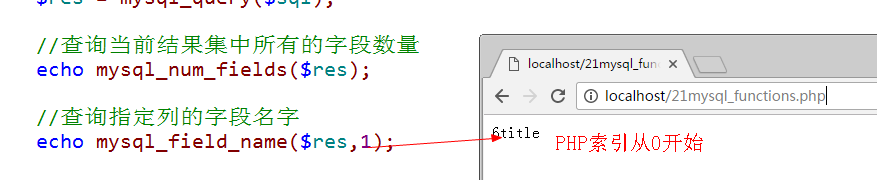 $res = mysql_query($sql);
//查询当前结果集中所有的字段数量
echo mysql_num_fields($res);
//查询指定列的字段名字
echo mysql_field_name($res,1);
localhost/21mysql_fun
localhost/21mysql_functions.php
6title
PHP索引从0开始